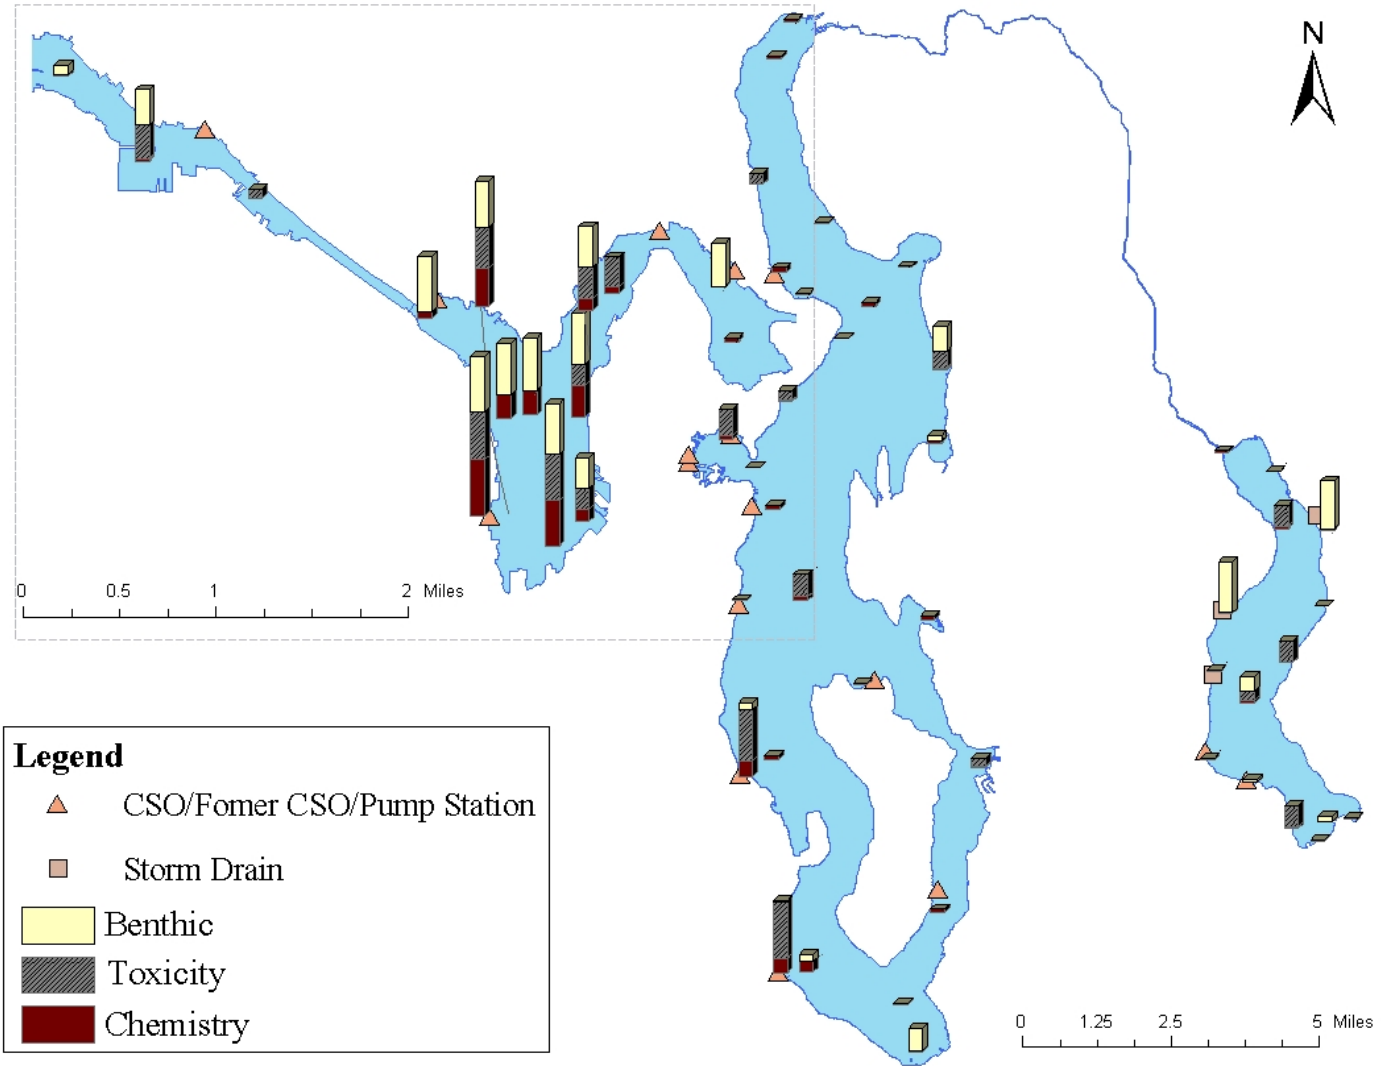 N
0 0.5 1 2 Miles
Legend
CSO/Fomer CSO/Pump Station
Storm Drain
Benthic
Toxicity
Chemistry
0 1.25 2.5 5 Miles